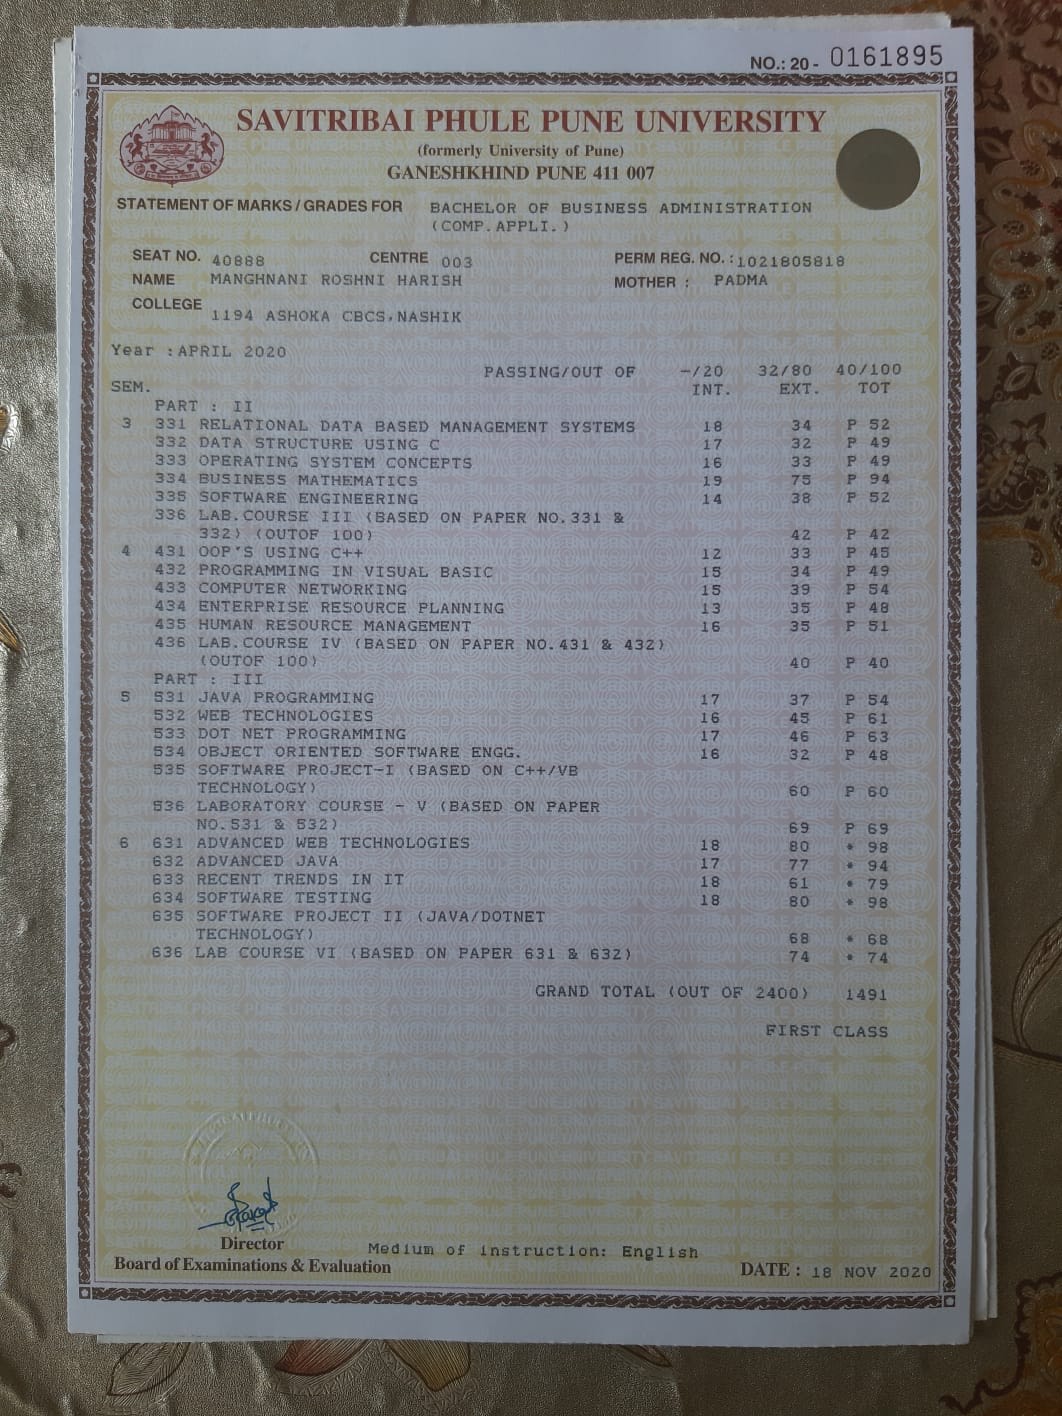 NO.: 20 - 0161895
SAVITRIBAI PHULE PUNE UNIVERSITY
(formerly University of Pune)
GANESHKHIND PUNE 411 007
STATEMENT OF MARKS / GRADES FOR BACHELOR OF BUSINESS ADMINISTRATION
(COMP.APPLI.)
SEAT NO. 40888 CENTRE 003 PERM REG. NO. : 1021805818
NAME MANGHNANI ROSHNI HARISH MOTHER : PADMA
COLLEGE
1194 ASHOKA CBCS,NASHIK
Year :APRIL 2020
PASSING/OUT OF -/20 32/80 40/100
SEM. INT. EXT. TOT
PART : II
3 331 RELATIONAL DATA BASED MANAGEMENT SYSTEMS 18 34 P 52
332 DATA STRUCTURE USING C 17 32 P 49
333 OPERATING SYSTEM CONCEPTS 16 33 P 49
334 BUSINESS MATHEMATICS 19 75 P 94
335 SOFTWARE ENGINEERING 14 38 P 52
336 LAB.COURSE III (BASED ON PAPER NO.331 &
332) (OUTOF 100) 42 P 42
4 431 OOP'S USING C++ 12 33 P 45
432 PROGRAMMING IN VISUAL BASIC 15 34 P 49
433 COMPUTER NETWORKING 15 39 P 54
434 ENTERPRISE RESOURCE PLANNING 13 35 P 48
435 HUMAN RESOURCE MANAGEMENT 16 35 P 51
436 LAB.COURSE IV (BASED ON PAPER NO.431 & 432)
(OUTOF 100) 40 P 40
PART : III
5 531 JAVA PROGRAMMING 17 37 P 54
532 WEB TECHNOLOGIES 16 45 P 61
533 DOT NET PROGRAMMING 17 46 P 63
534 OBJECT ORIENTED SOFTWARE ENGG. 16 32 P 48
535 SOFTWARE PROJECT-I (BASED ON C++/VB
TECHNOLOGY) 60 P 60
536 LABORATORY COURSE - V (BASED ON PAPER
NO.531 & 532) 69 P 69
6 631 ADVANCED WEB TECHNOLOGIES 18 80 * 98
632 ADVANCED JAVA 17 77 * 94
633 RECENT TRENDS IN IT 18 61 * 79
634 SOFTWARE TESTING 18 80 * 98
635 SOFTWARE PROJECT II (JAVA/DOTNET
TECHNOLOGY) 68 * 68
636 LAB COURSE VI (BASED ON PAPER 631 & 632) 74 * 74
GRAND TOTAL (OUT OF 2400) 1491
FIRST CLASS
Director
Board of Examinations & Evaluation
Medium of instruction: English
DATE : 18 NOV 2020